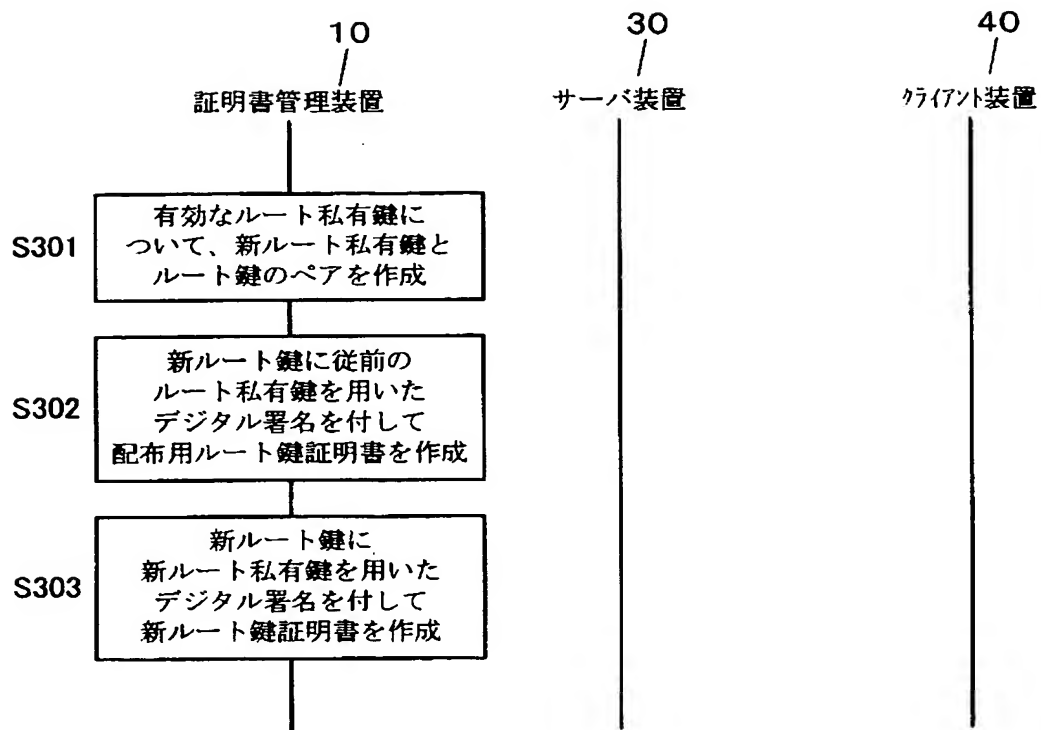 10
30
40
証明書管理装置
サーバ装置
クライアント装置
S301
有効なルート私有鍵に
ついて、新ルート私有鍵と
ルート鍵のペアを作成
S302
新ルート鍵に従前の
ルート私有鍵を用いた
デジタル署名を付して
配布用ルート鍵証明書を作成
S303
新ルート鍵に
新ルート私有鍵を用いた
デジタル署名を付して
新ルート鍵証明書を作成